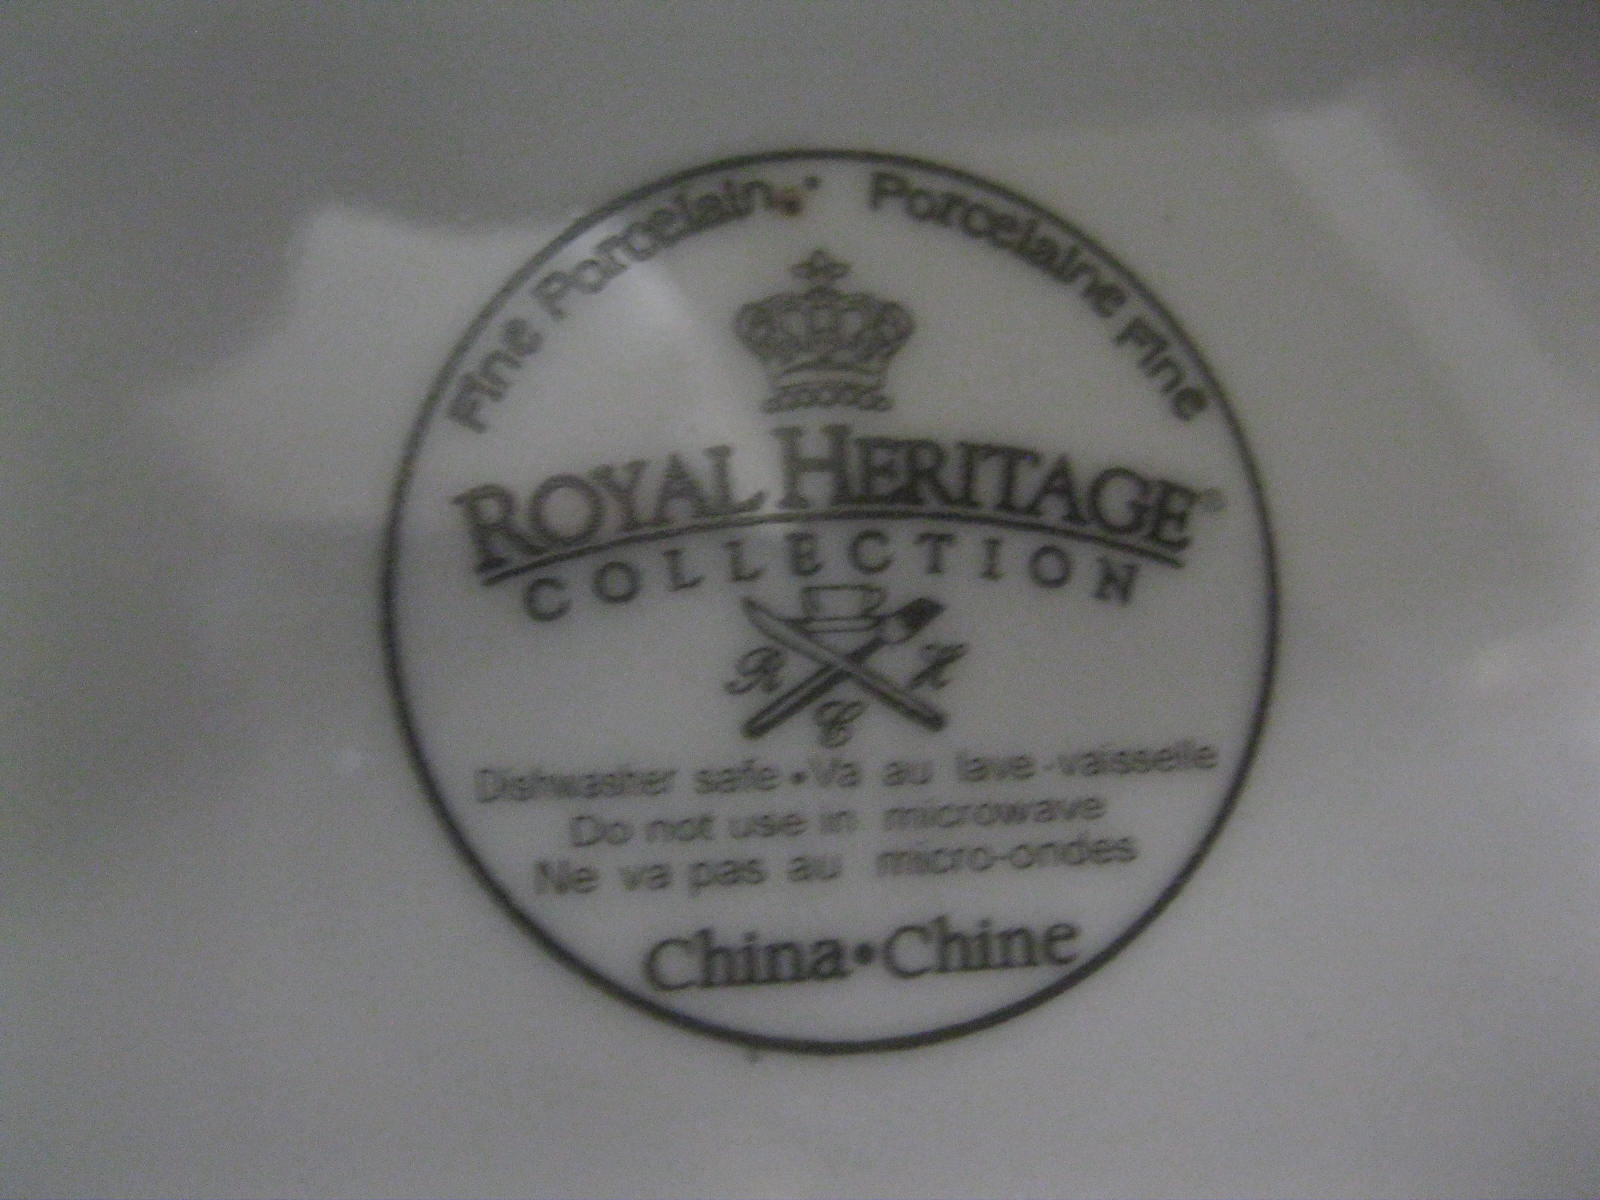 Fine Porcelain • Porcelaine Fine
ROYAL HERITAGE®
COLLECTION
R H
C
Dishwasher safe • Va au lave-vaisselle
Do not use in microwave
Ne va pas au micro-ondes
China • Chine